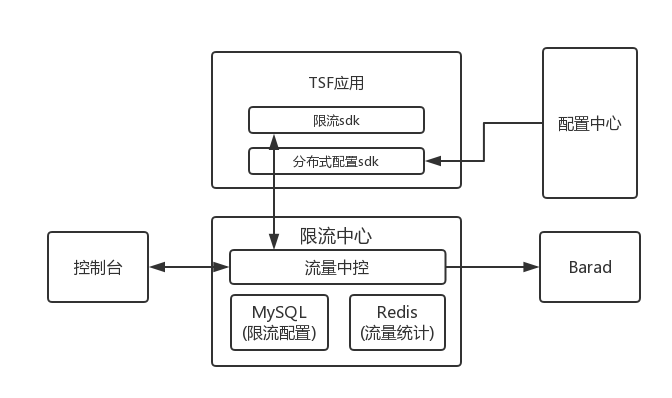 TSF应用
限流sdk
配置中心
分布式配置sdk
限流中心
控制台
流量中控
Barad
MySQL
(限流配置)
Redis
(流量统计)